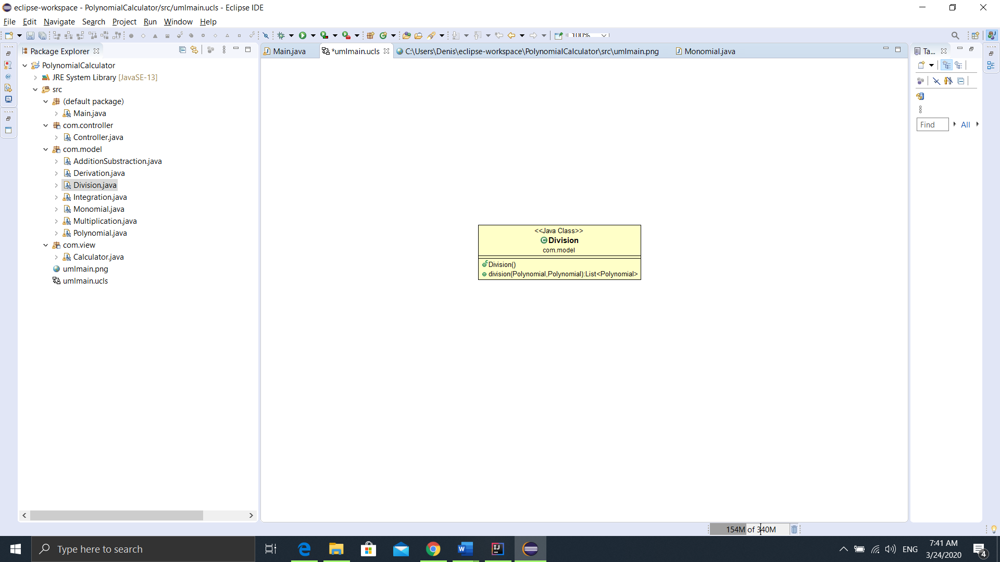 eclipse-workspace - PolynomialCalculator/src/umlmain.ucls - Eclipse IDE
File Edit Navigate Search Project Run Window Help
100%
Package Explorer
Main.java
*umlmain.ucls
C:\Users\Denis\eclipse-workspace\PolynomialCalculator\src\umlmain.png
Monomial.java
Ta...
PolynomialCalculator
JRE System Library [JavaSE-13]
src
(default package)
Main.java
com.controller
Controller.java
com.model
AdditionSubstraction.java
Derivation.java
Division.java
Integration.java
Monomial.java
Multiplication.java
Polynomial.java
com.view
Calculator.java
umlmain.png
umlmain.ucls
<<Java Class>>
Division
com.model
Division()
division(Polynomial,Polynomial):List<Polynomial>
Find
All
154M of 340M
Type here to search
ENG
7:41 AM
3/24/2020
4